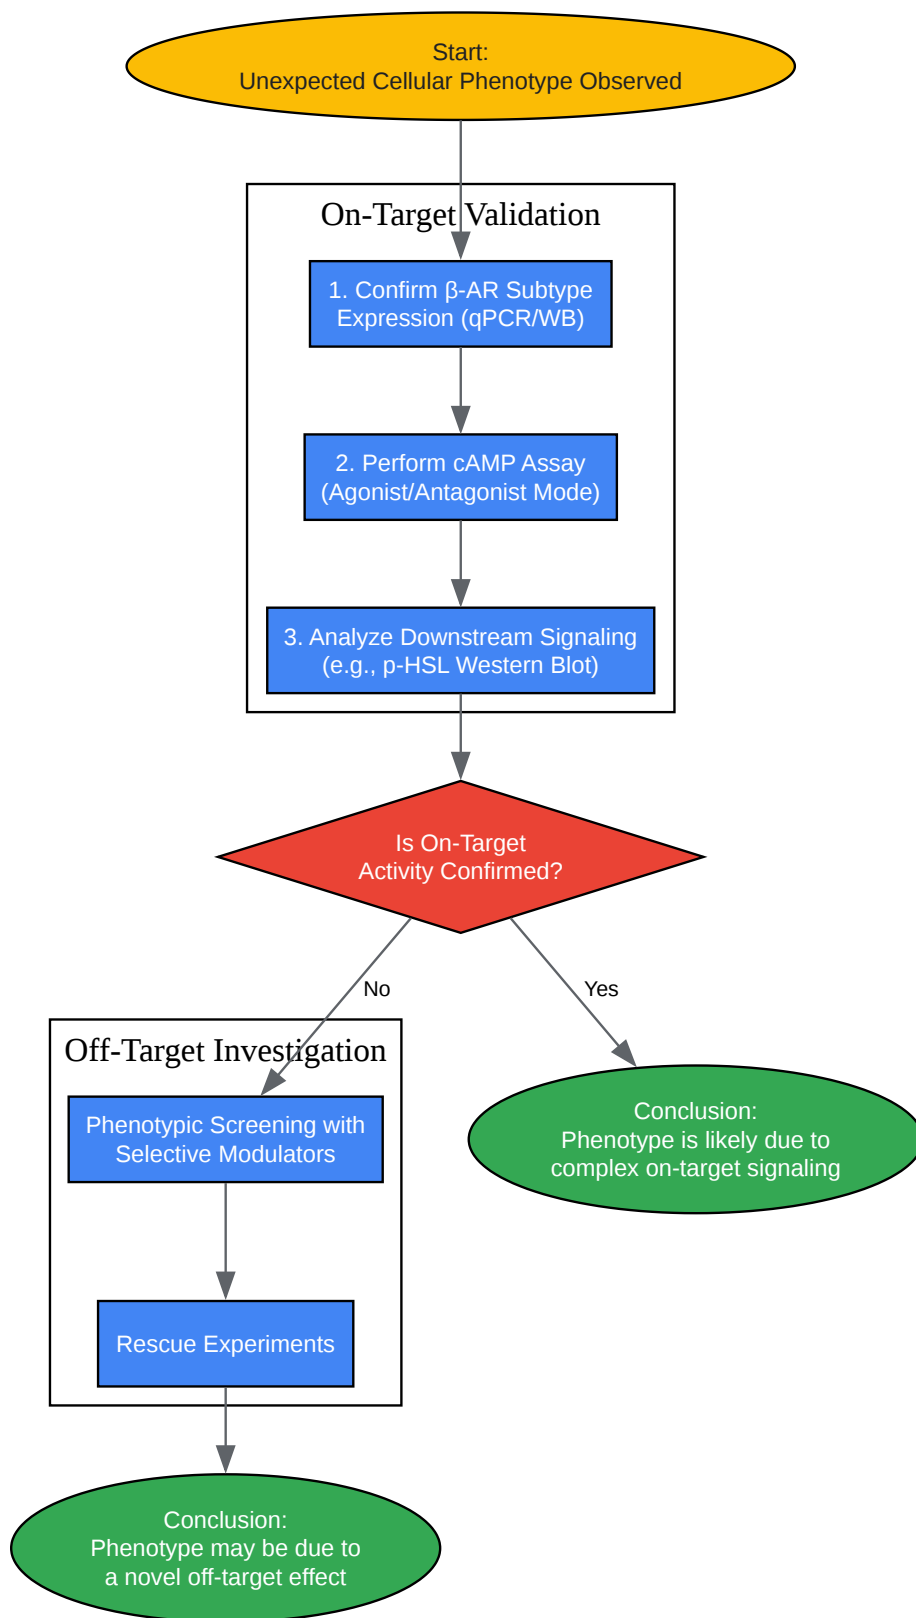 Start:
Unexpected Cellular Phenotype Observed
On-Target Validation
1. Confirm β-AR Subtype
Expression (qPCR/WB)
2. Perform cAMP Assay
(Agonist/Antagonist Mode)
3. Analyze Downstream Signaling
(e.g., p-HSL Western Blot)
Is On-Target
Activity Confirmed?
No
Yes
Off-Target Investigation
Phenotypic Screening with
Selective Modulators
Conclusion:
Phenotype is likely due to
complex on-target signaling
Rescue Experiments
Conclusion:
Phenotype may be due to
a novel off-target effect